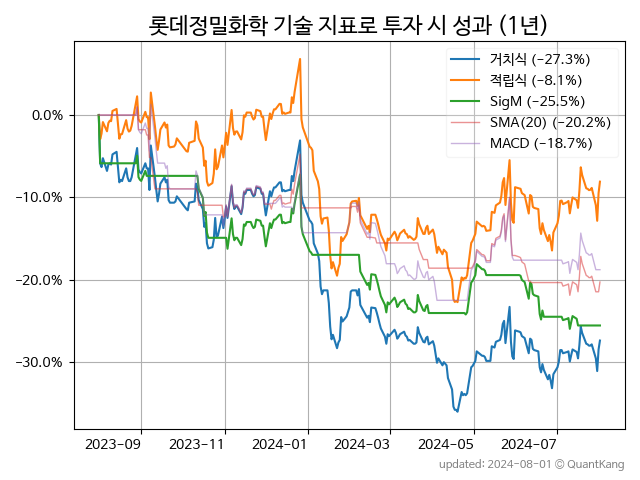 롯데정밀화학 기술 지표로 투자 시 성과 (1년)
거치식 (−27.3%)
적립식 (−8.1%)
SigM (−25.5%)
SMA(20) (−20.2%)
MACD (−18.7%)
0.0%
−10.0%
−20.0%
−30.0%
2023-09 2023-11 2024-01 2024-03 2024-05 2024-07
updated: 2024-08-01 © QuantKang